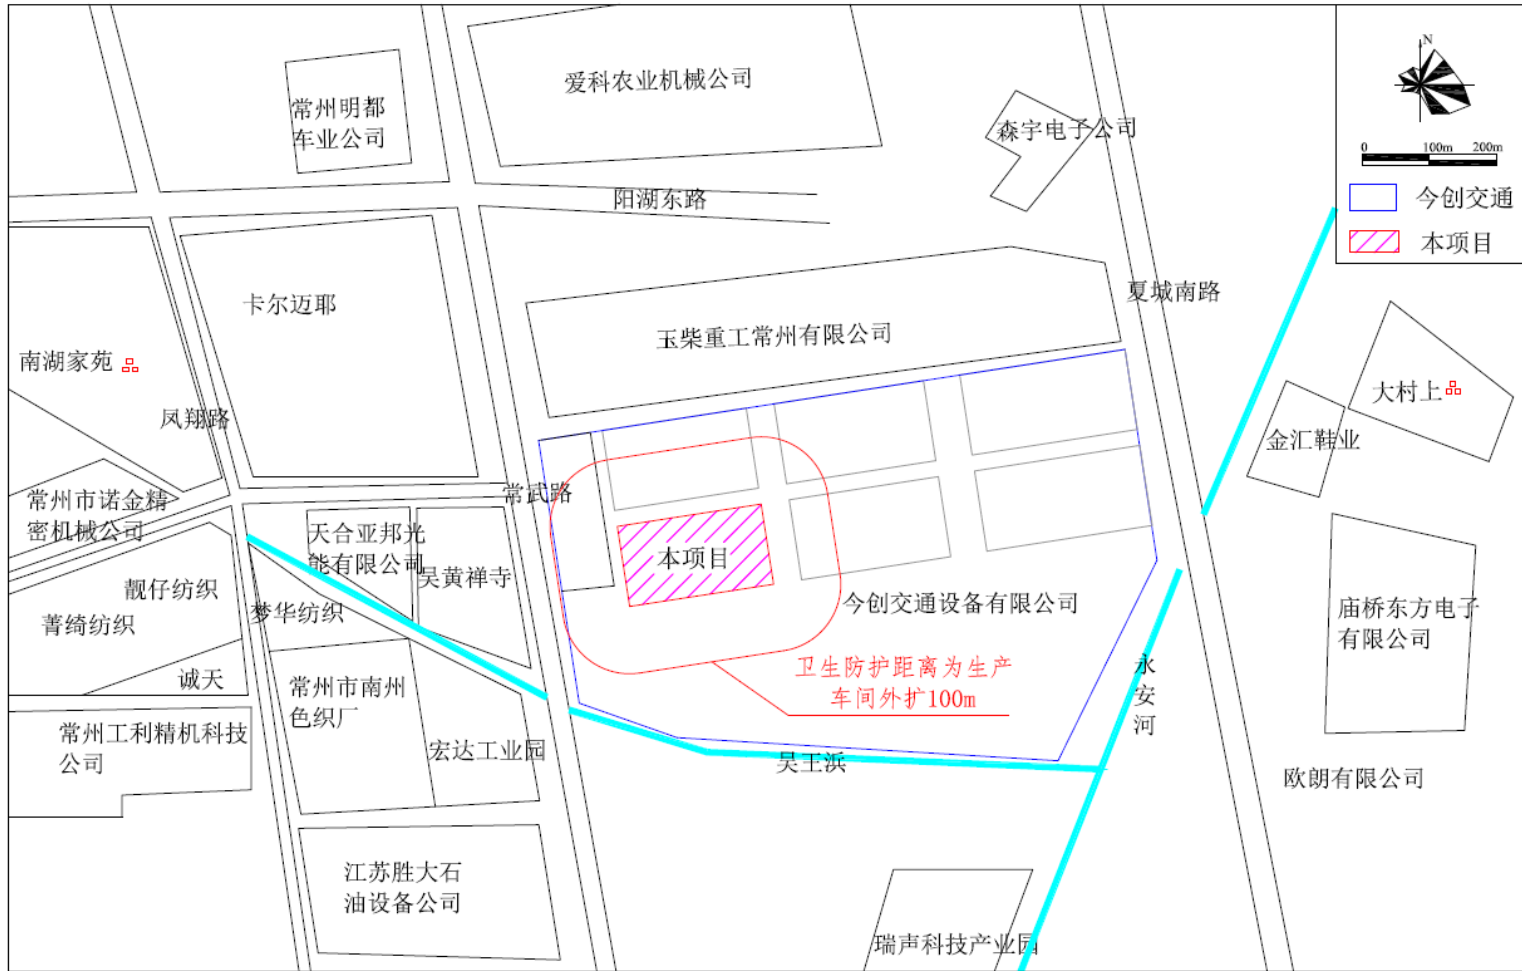 爱科农业机械公司
常州明都
车业公司
森宇电子公司
N
0 100m 200m
今创交通
本项目
阳湖东路
卡尔迈耶
夏城南路
玉柴重工常州有限公司
南湖家苑
大村上
凤翔路
金汇鞋业
常武路
常州市诺金精
密机械公司
天合亚邦光
能有限公司
吴黄禅寺
本项目
靓仔纺织
梦华纺织
菁绮纺织
今创交通设备有限公司
庙桥东方电子
有限公司
诚天
常州市南州
色织厂
卫生防护距离为生产
车间外扩100m
永
安
河
常州工利精机科技
公司
宏达工业园
吴王浜
欧朗有限公司
江苏胜大石
油设备公司
瑞声科技产业园